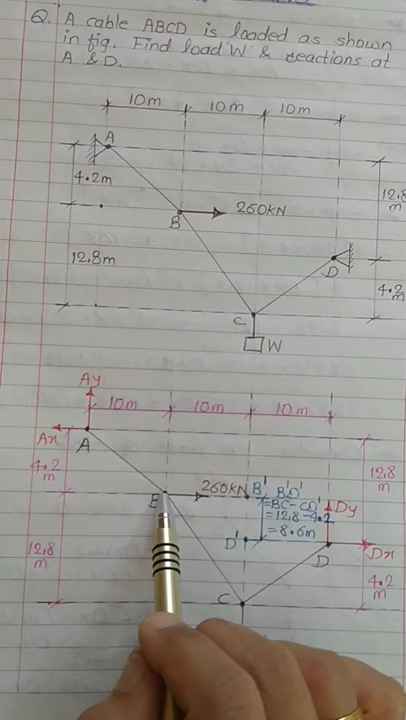 Q. A cable ABCD is loaded as shown
in fig. Find load 'W' & reactions at
A & D.
10m 10m 10m
A
4.2m
12.8
m
B
260KN
12.8m
D
4.2
m
C
W
Ay
10m 10m 10m
Ax
A
4.2
m
12.8
m
260KN B' B'D'
=BC-CD'
=12.8-4.2
=8.6m
Dy
12.8
m
D'
D
Dx
4.2
m
C